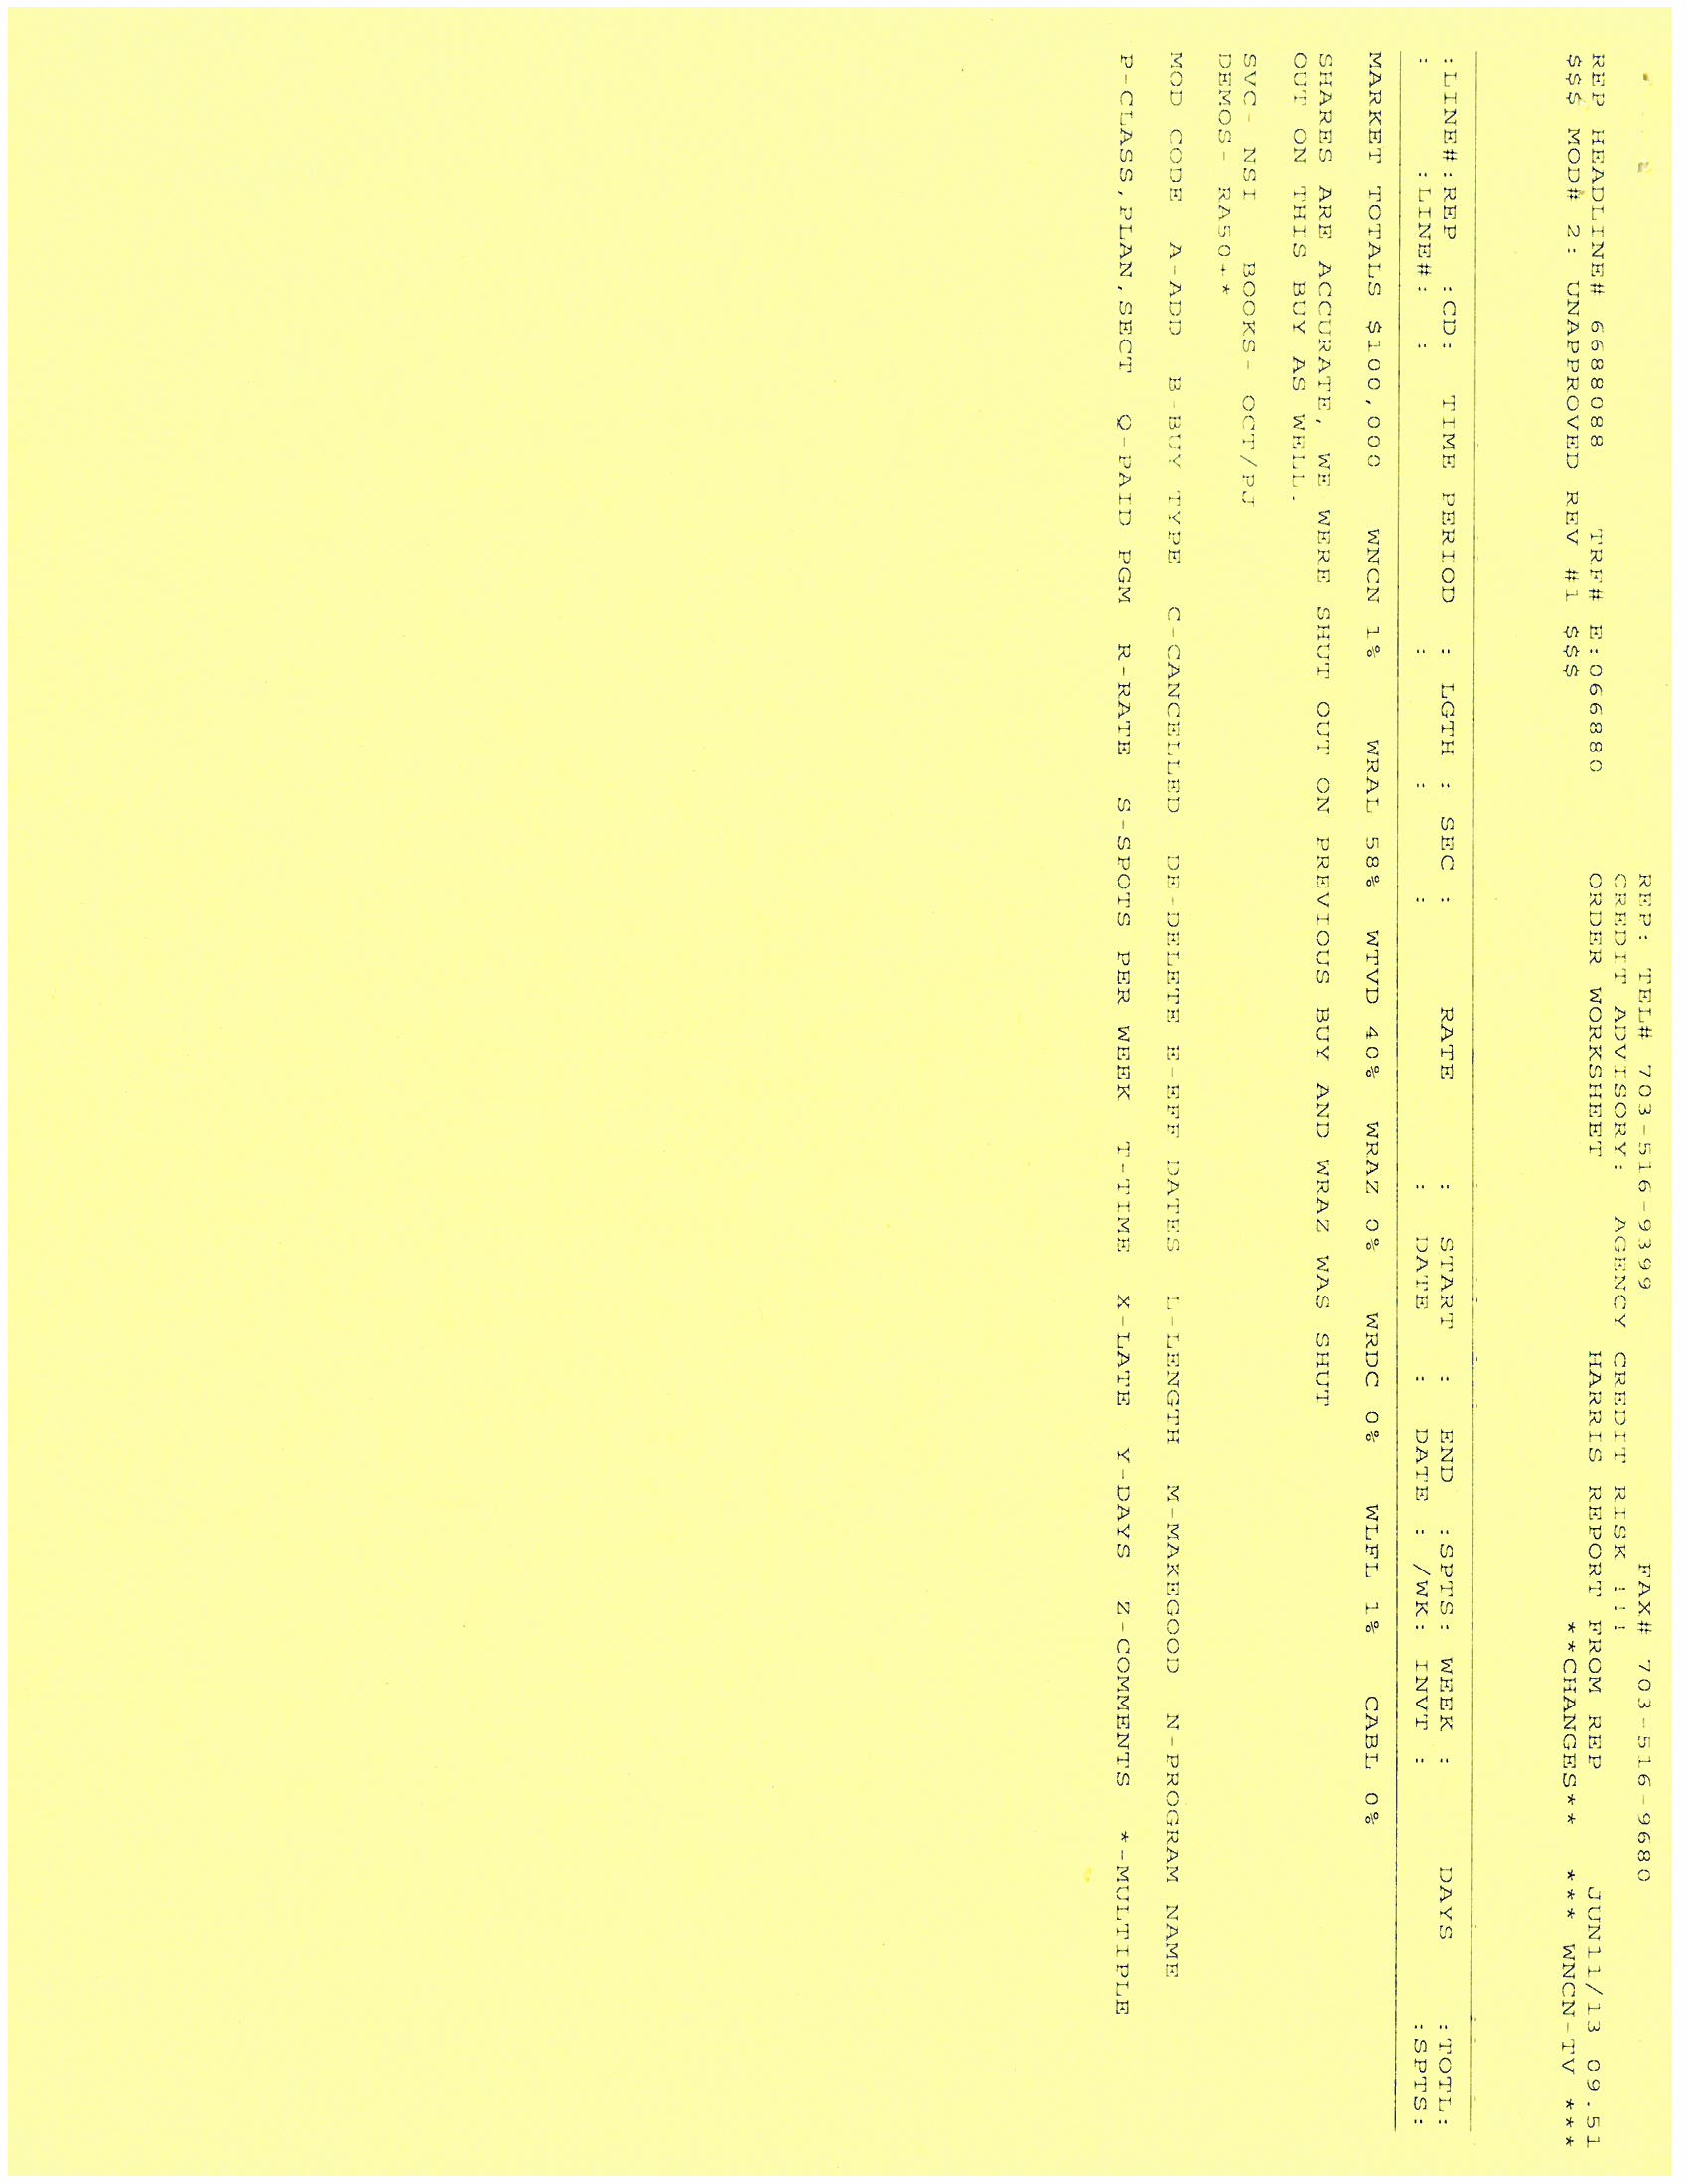 REP: TEL# 703-516-9399 FAX# 703-516-9680
CREDIT ADVISORY: AGENCY CREDIT RISK !!!
REP HEADLINE# 6688088 TRF# E:066880 ORDER WORKSHEET HARRIS REPORT FROM REP JUN11/13 09.51
$$$ MOD# 2: UNAPPROVED REV #1 $$$ **CHANGES** *** WNCN-TV ***
:LINE#:REP :CD: TIME PERIOD : LGTH : SEC : RATE : START : END :SPTS: WEEK : DAYS :TOTL:
: :LINE#: : : : : : DATE : DATE : /WK: INVT : :SPTS:
MARKET TOTALS $100,000 WNCN 1% WRAL 58% WTVD 40% WRAZ 0% WRDC 0% WLFL 1% CABL 0%
SHARES ARE ACCURATE, WE WERE SHUT OUT ON PREVIOUS BUY AND WRAZ WAS SHUT
OUT ON THIS BUY AS WELL.
SVC- NSI BOOKS- OCT/PJ
DEMOS- RA50+*
MOD CODE A-ADD B-BUY TYPE C-CANCELLED DE-DELETE E-EFF DATES L-LENGTH M-MAKEGOOD N-PROGRAM NAME
P-CLASS,PLAN,SECT Q-PAID PGM R-RATE S-SPOTS PER WEEK T-TIME X-LATE Y-DAYS Z-COMMENTS *-MULTIPLE